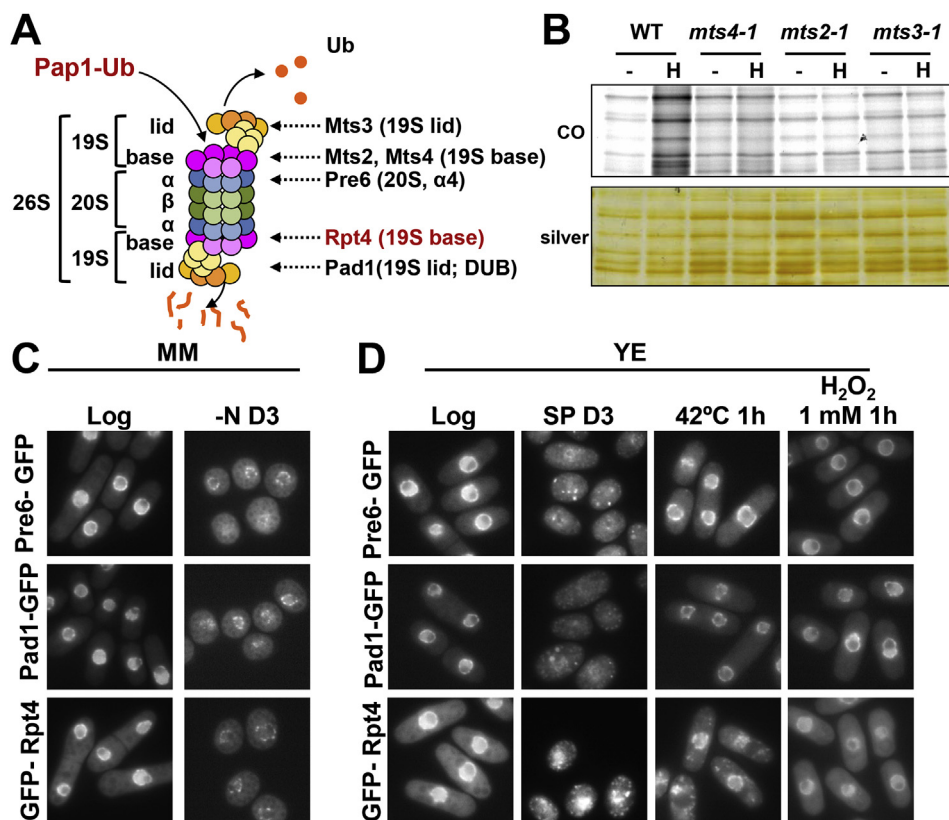 A
Ub
Pap1-Ub
lid
19S
base
α
26S
20S
β
α
base
19S
lid
Mts3 (19S lid)
Mts2, Mts4 (19S base)
Pre6 (20S, α4)
Rpt4 (19S base)
Pad1(19S lid; DUB)
B
WT mts4-1 mts2-1 mts3-1
- H - H - H - H
CO
silver
C
MM
Log -N D3
Pre6- GFP
Pad1-GFP
GFP- Rpt4
D
YE
H₂O₂
Log SP D3 42ºC 1h 1 mM 1h
Pre6- GFP
Pad1-GFP
GFP- Rpt4